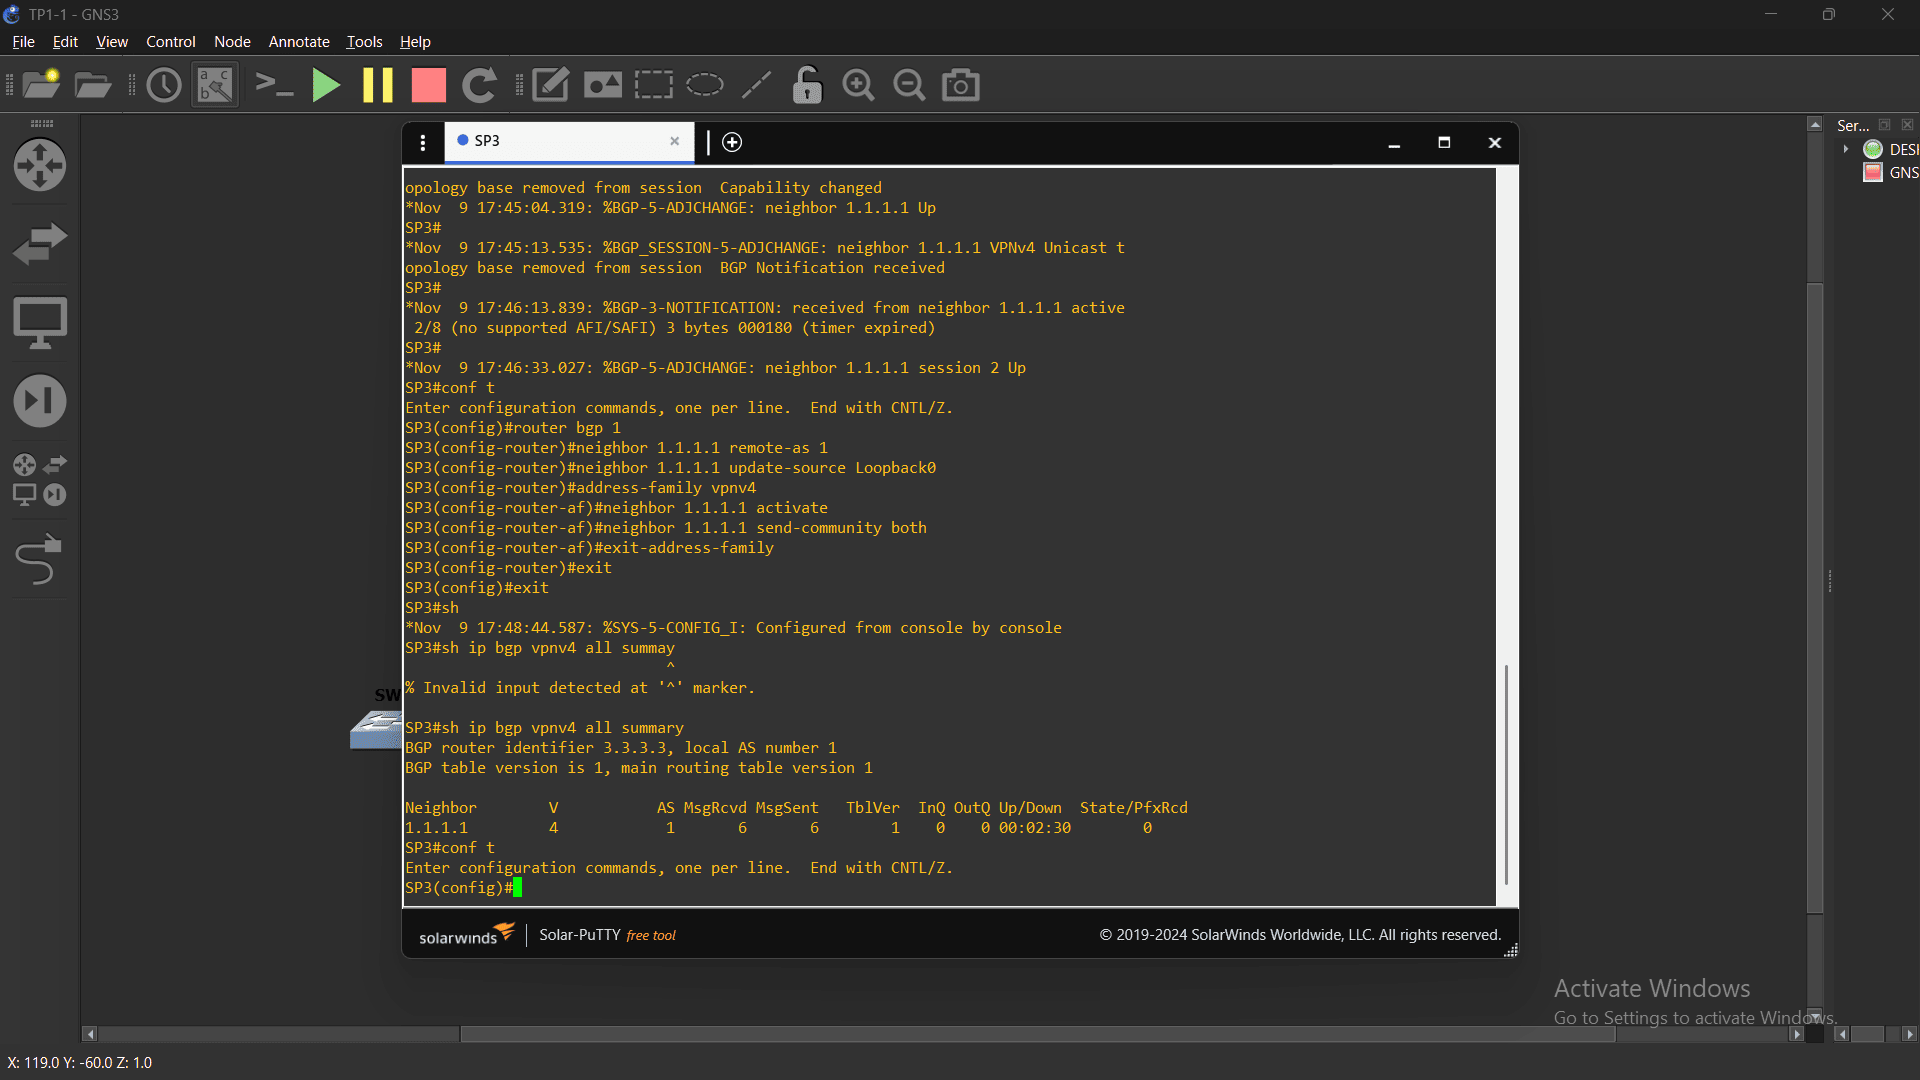 TP1-1 - GNS3
File Edit View Control Node Annotate Tools Help
SP3
Ser...
DESI
GNS
opology base removed from session  Capability changed
*Nov  9 17:45:04.319: %BGP-5-ADJCHANGE: neighbor 1.1.1.1 Up
SP3#
*Nov  9 17:45:13.535: %BGP_SESSION-5-ADJCHANGE: neighbor 1.1.1.1 VPNv4 Unicast t
opology base removed from session  BGP Notification received
SP3#
*Nov  9 17:46:13.839: %BGP-3-NOTIFICATION: received from neighbor 1.1.1.1 active
 2/8 (no supported AFI/SAFI) 3 bytes 000180 (timer expired)
SP3#
*Nov  9 17:46:33.027: %BGP-5-ADJCHANGE: neighbor 1.1.1.1 session 2 Up
SP3#conf t
Enter configuration commands, one per line.  End with CNTL/Z.
SP3(config)#router bgp 1
SP3(config-router)#neighbor 1.1.1.1 remote-as 1
SP3(config-router)#neighbor 1.1.1.1 update-source Loopback0
SP3(config-router)#address-family vpnv4
SP3(config-router-af)#neighbor 1.1.1.1 activate
SP3(config-router-af)#neighbor 1.1.1.1 send-community both
SP3(config-router-af)#exit-address-family
SP3(config-router)#exit
SP3(config)#exit
SP3#sh
*Nov  9 17:48:44.587: %SYS-5-CONFIG_I: Configured from console by console
SP3#sh ip bgp vpnv4 all summay
^
% Invalid input detected at '^' marker.
SP3#sh ip bgp vpnv4 all summary
BGP router identifier 3.3.3.3, local AS number 1
BGP table version is 1, main routing table version 1
Neighbor        V           AS MsgRcvd MsgSent   TblVer  InQ OutQ Up/Down  State/PfxRcd
1.1.1.1         4            1       6       6        1    0    0 00:02:30        0
SP3#conf t
Enter configuration commands, one per line.  End with CNTL/Z.
SP3(config)#
SW
solarwinds Solar-PuTTY free tool © 2019-2024 SolarWinds Worldwide, LLC. All rights reserved.
Activate Windows
Go to Settings to activate Windows.
X: 119.0 Y: -60.0 Z: 1.0